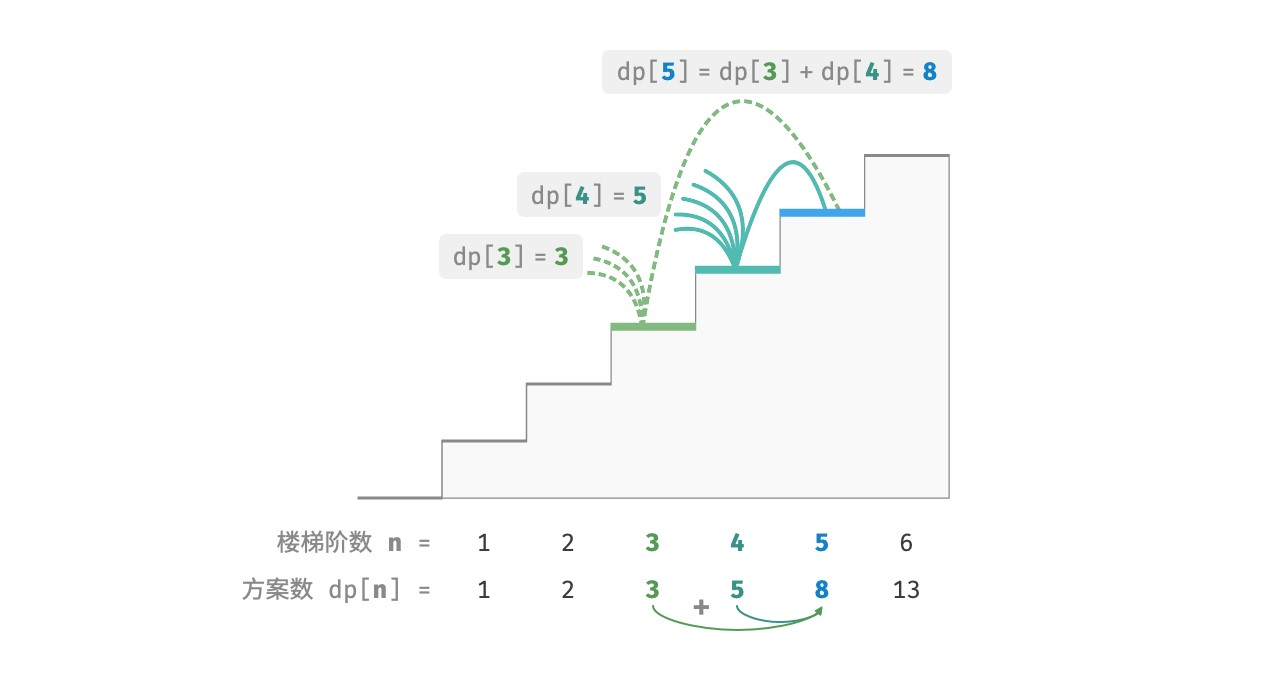 dp[5] = dp[3] + dp[4] = 8
dp[4] = 5
dp[3] = 3
楼梯阶数 n = 1 2 3 4 5 6
方案数 dp[n] = 1 2 3 5 8 13
+